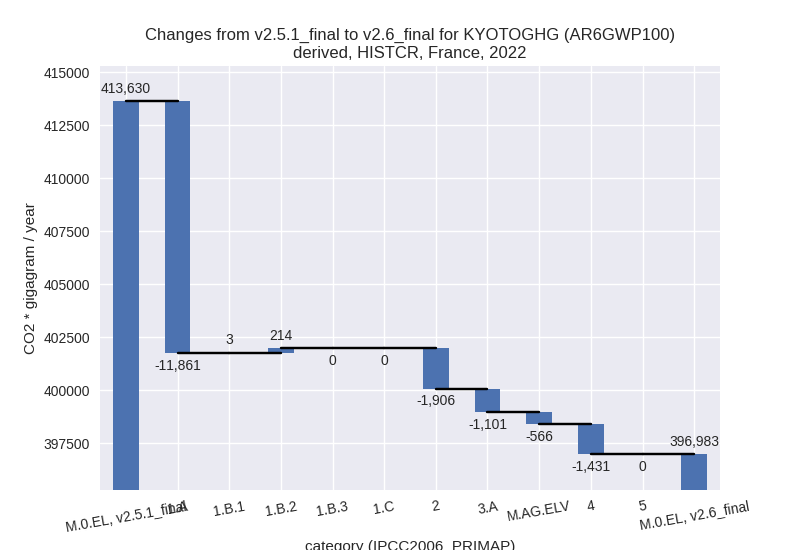 Changes from v2.5.1_final to v2.6_final for KYOTOGHG (AR6GWP100)
derived, HISTCR, France, 2022
CO2 * gigagram / year
415000
412500
410000
407500
405000
402500
400000
397500
413,630
-11,861
3
214
0
0
-1,906
-1,101
-566
-1,431
0
396,983
M.0.EL, v2.5.1_final
1.A
1.B.1
1.B.2
1.B.3
1.C
2
3.A
M.AG.ELV
4
5
M.0.EL, v2.6_final
category (IPCC2006_PRIMAP)